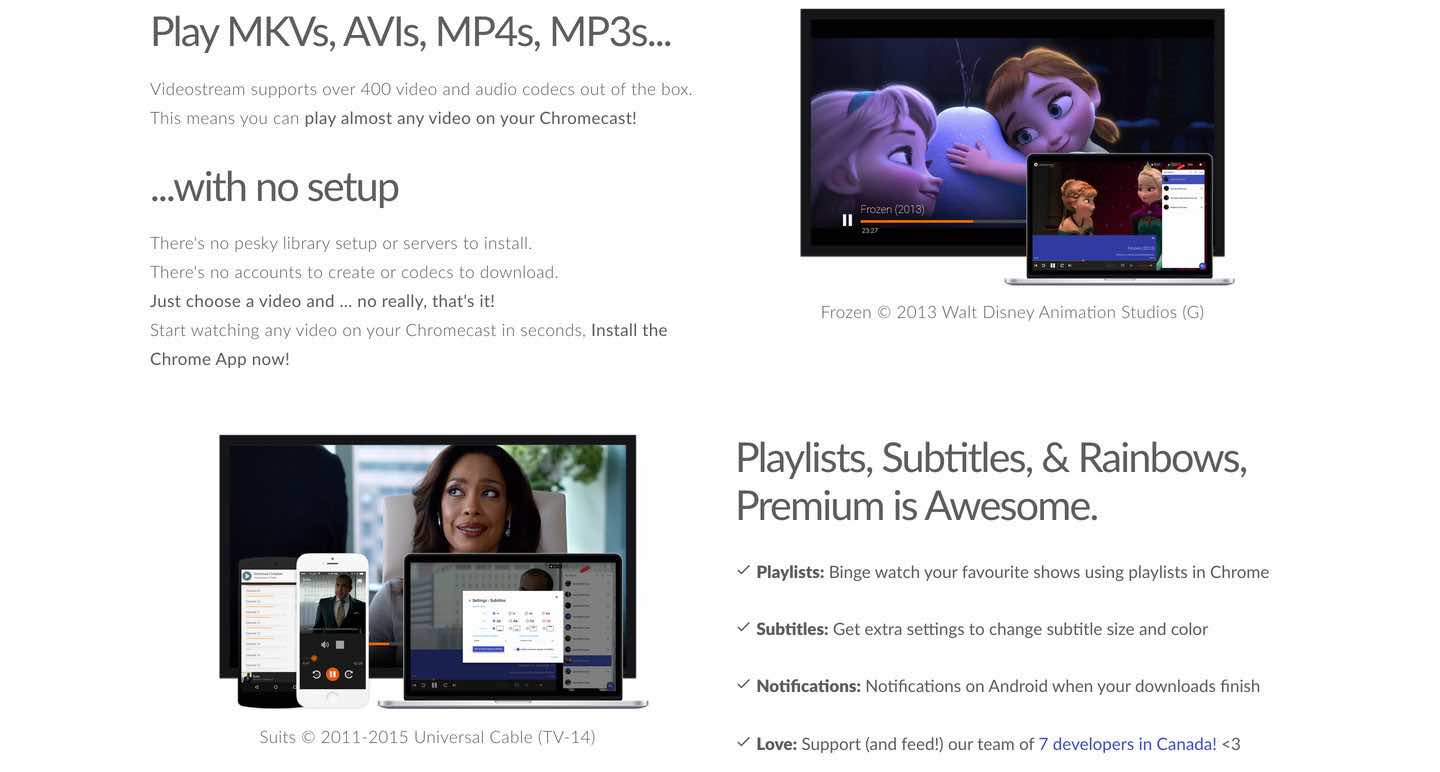 Play MKVs, AVIs, MP4s, MP3s...
Videostream supports over 400 video and audio codecs out of the box.
This means you can play almost any video on your Chromecast!
...with no setup
There's no pesky library setup or servers to install.
There's no accounts to create or codecs to download.
Just choose a video and ... no really, that's it!
Start watching any video on your Chromecast in seconds, Install the
Chrome App now!
Frozen (2013)
23:27
Frozen (2013)
Frozen © 2013 Walt Disney Animation Studios (G)
Settings - Subtitles
Suits © 2011-2015 Universal Cable (TV-14)
Playlists, Subtitles, & Rainbows,
Premium is Awesome.
Playlists: Binge watch your favourite shows using playlists in Chrome
Subtitles: Get extra settings to change subtitle size and color
Notifications: Notifications on Android when your downloads finish
Love: Support (and feed!) our team of 7 developers in Canada! <3